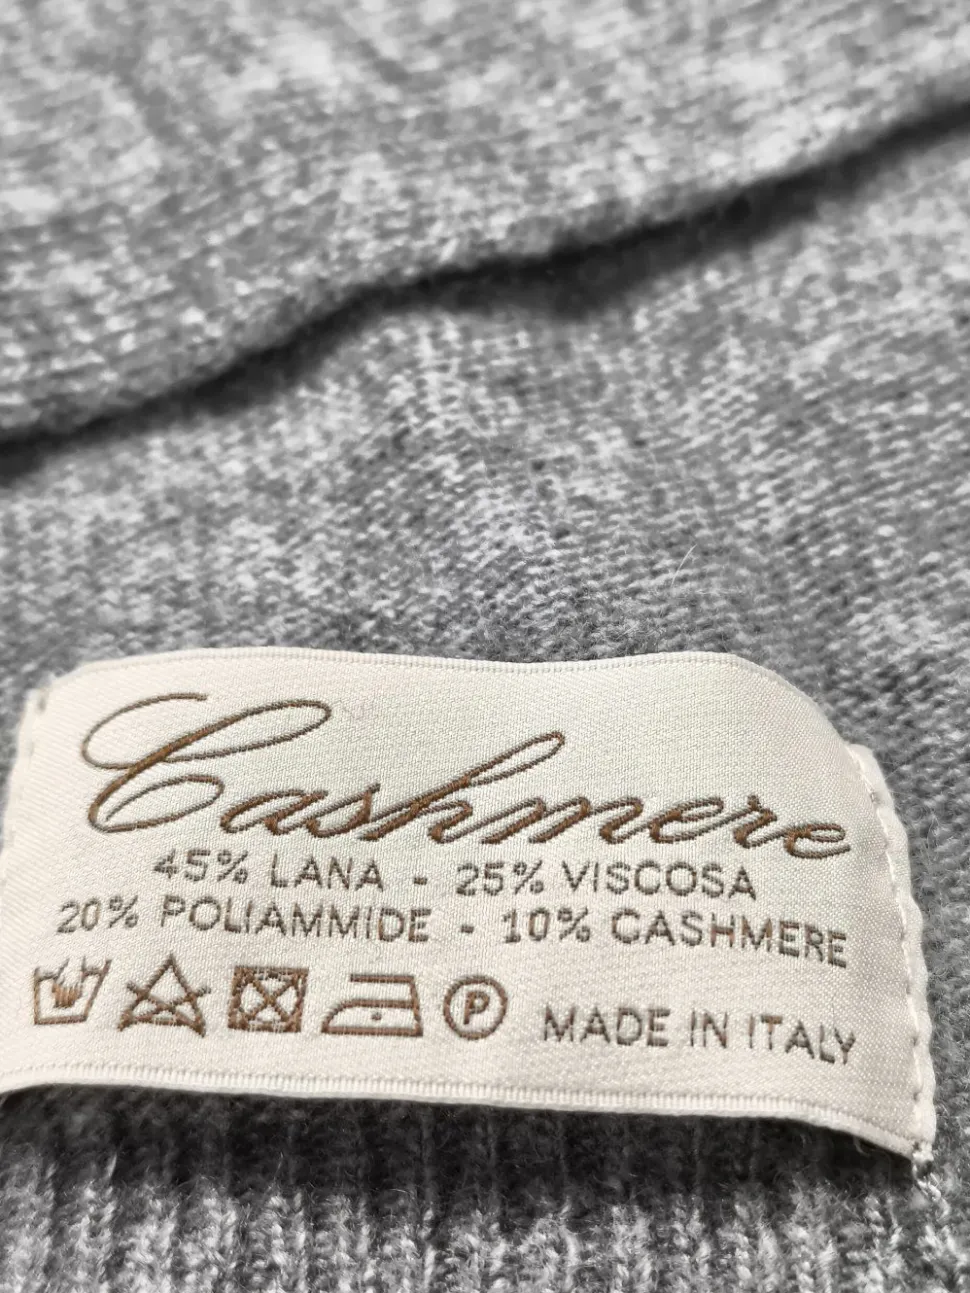 Cashmere
45% LANA - 25% VISCOSA
20% POLIAMMIDE - 10% CASHMERE
P MADE IN ITALY